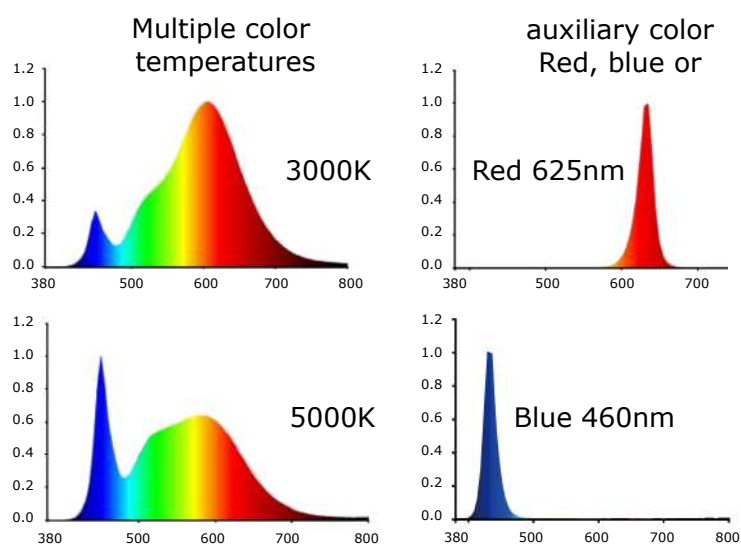 Multiple color
temperatures
auxiliary color
Red, blue or
1.2
1.0
0.8
0.6
0.4
0.2
0.0
3000K
380 500 600 700 800
1.2
1.0
0.8
0.6
0.4
0.2
0.0
Red 625nm
380 500 600 700
1.2
1.0
0.8
0.6
0.4
0.2
0.0
5000K
380 500 600 700 800
1.2
1.0
0.8
0.6
0.4
0.2
0.0
Blue 460nm
380 500 600 700 800